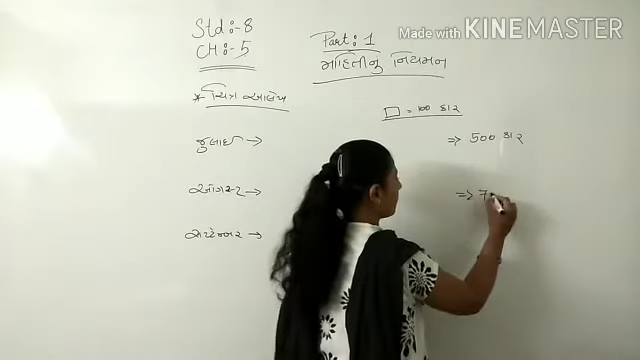 Made with KINEMASTER
Std:- 8
CH:- 5
Part: 1
માહિતીનું નિયમન
* ચિત્ર આલેખ
□ = 100 કાર
જુલાઈ → ⇒ 500 કાર
ઓગસ્ટ → ⇒ 7
સપ્ટેમ્બર →